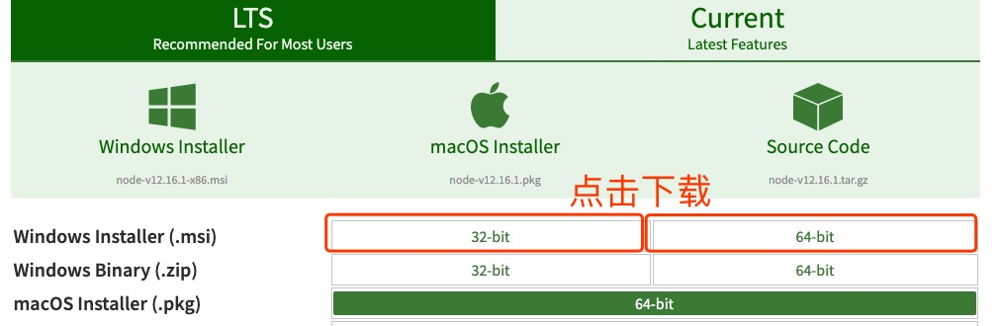 LTS
Recommended For Most Users
Current
Latest Features
Windows Installer
node-v12.16.1-x86.msi
macOS Installer
node-v12.16.1.pkg
Source Code
node-v12.16.1.tar.gz
点击下载
Windows Installer (.msi)
32-bit
64-bit
Windows Binary (.zip)
32-bit
64-bit
macOS Installer (.pkg)
64-bit